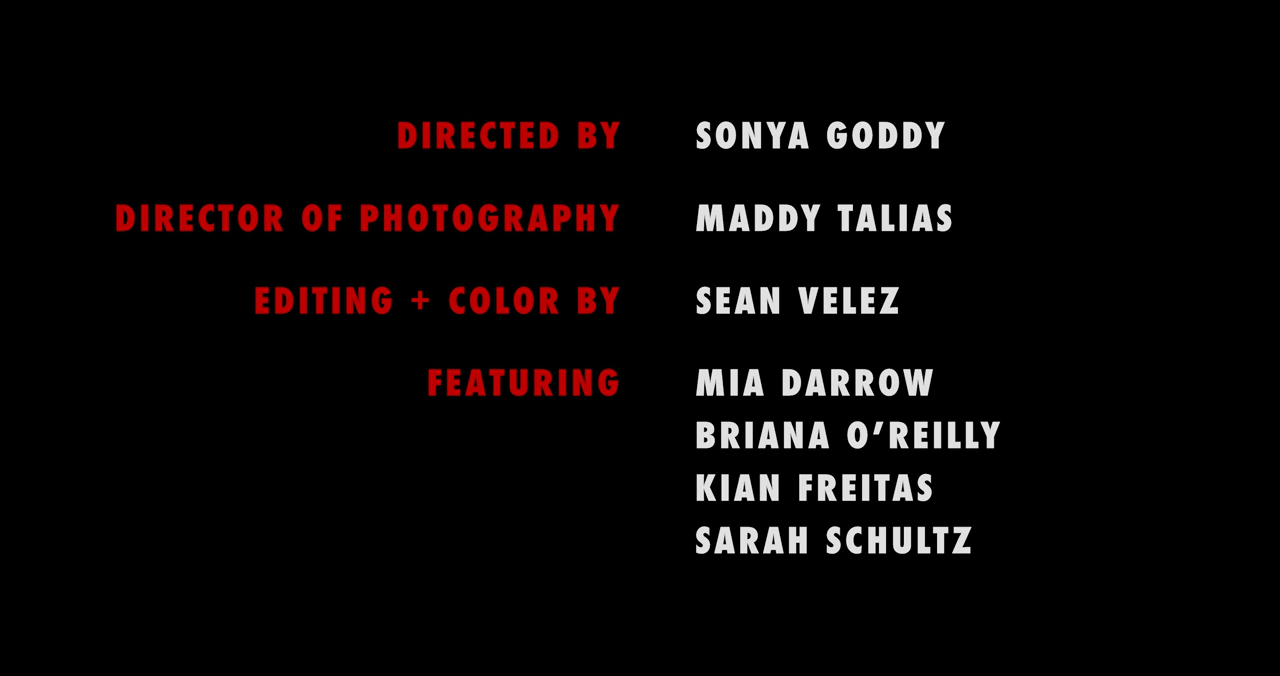 DIRECTED BY SONYA GODDY
DIRECTOR OF PHOTOGRAPHY MADDY TALIAS
EDITING + COLOR BY SEAN VELEZ
FEATURING MIA DARROW
BRIANA O’REILLY
KIAN FREITAS
SARAH SCHULTZ